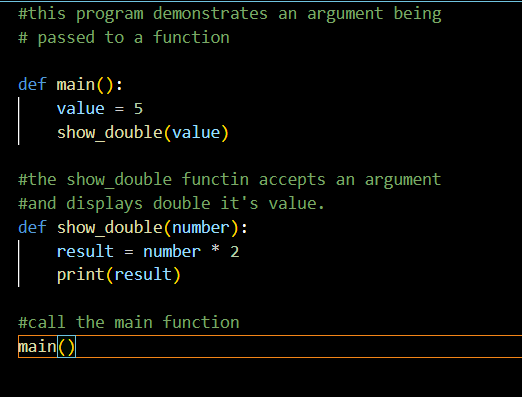 #this program demonstrates an argument being
# passed to a function
def main():
    value = 5
    show_double(value)
#the show_double functin accepts an argument
#and displays double it's value.
def show_double(number):
    result = number * 2
    print(result)
#call the main function
main()